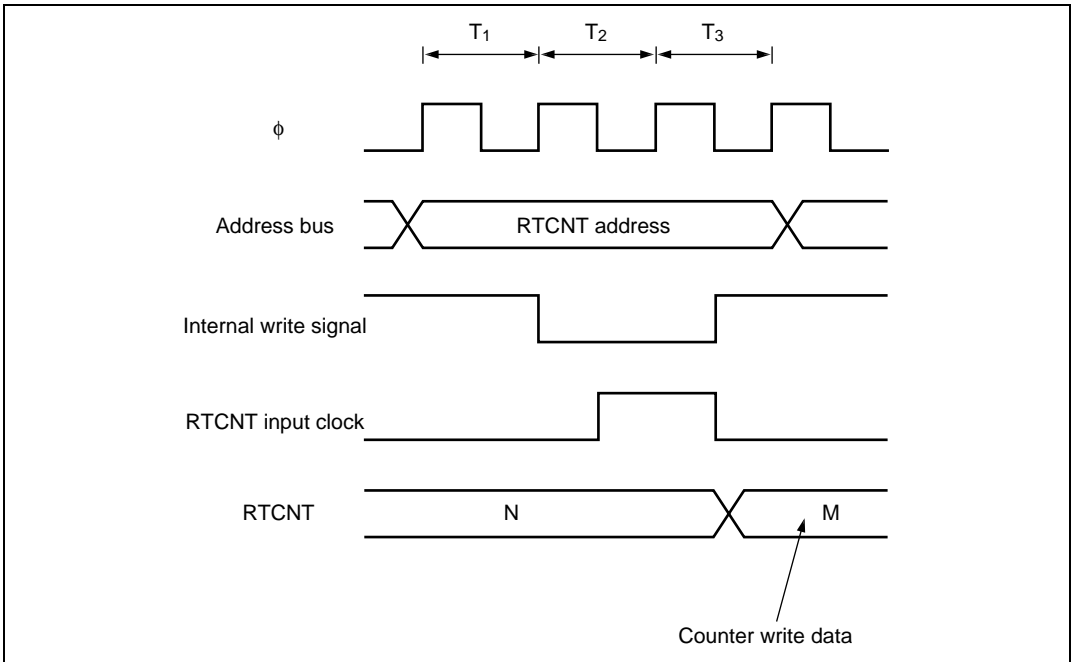 T1 T2 T3
ϕ
Address bus
RTCNT address
Internal write signal
RTCNT input clock
RTCNT
N
M
Counter write data